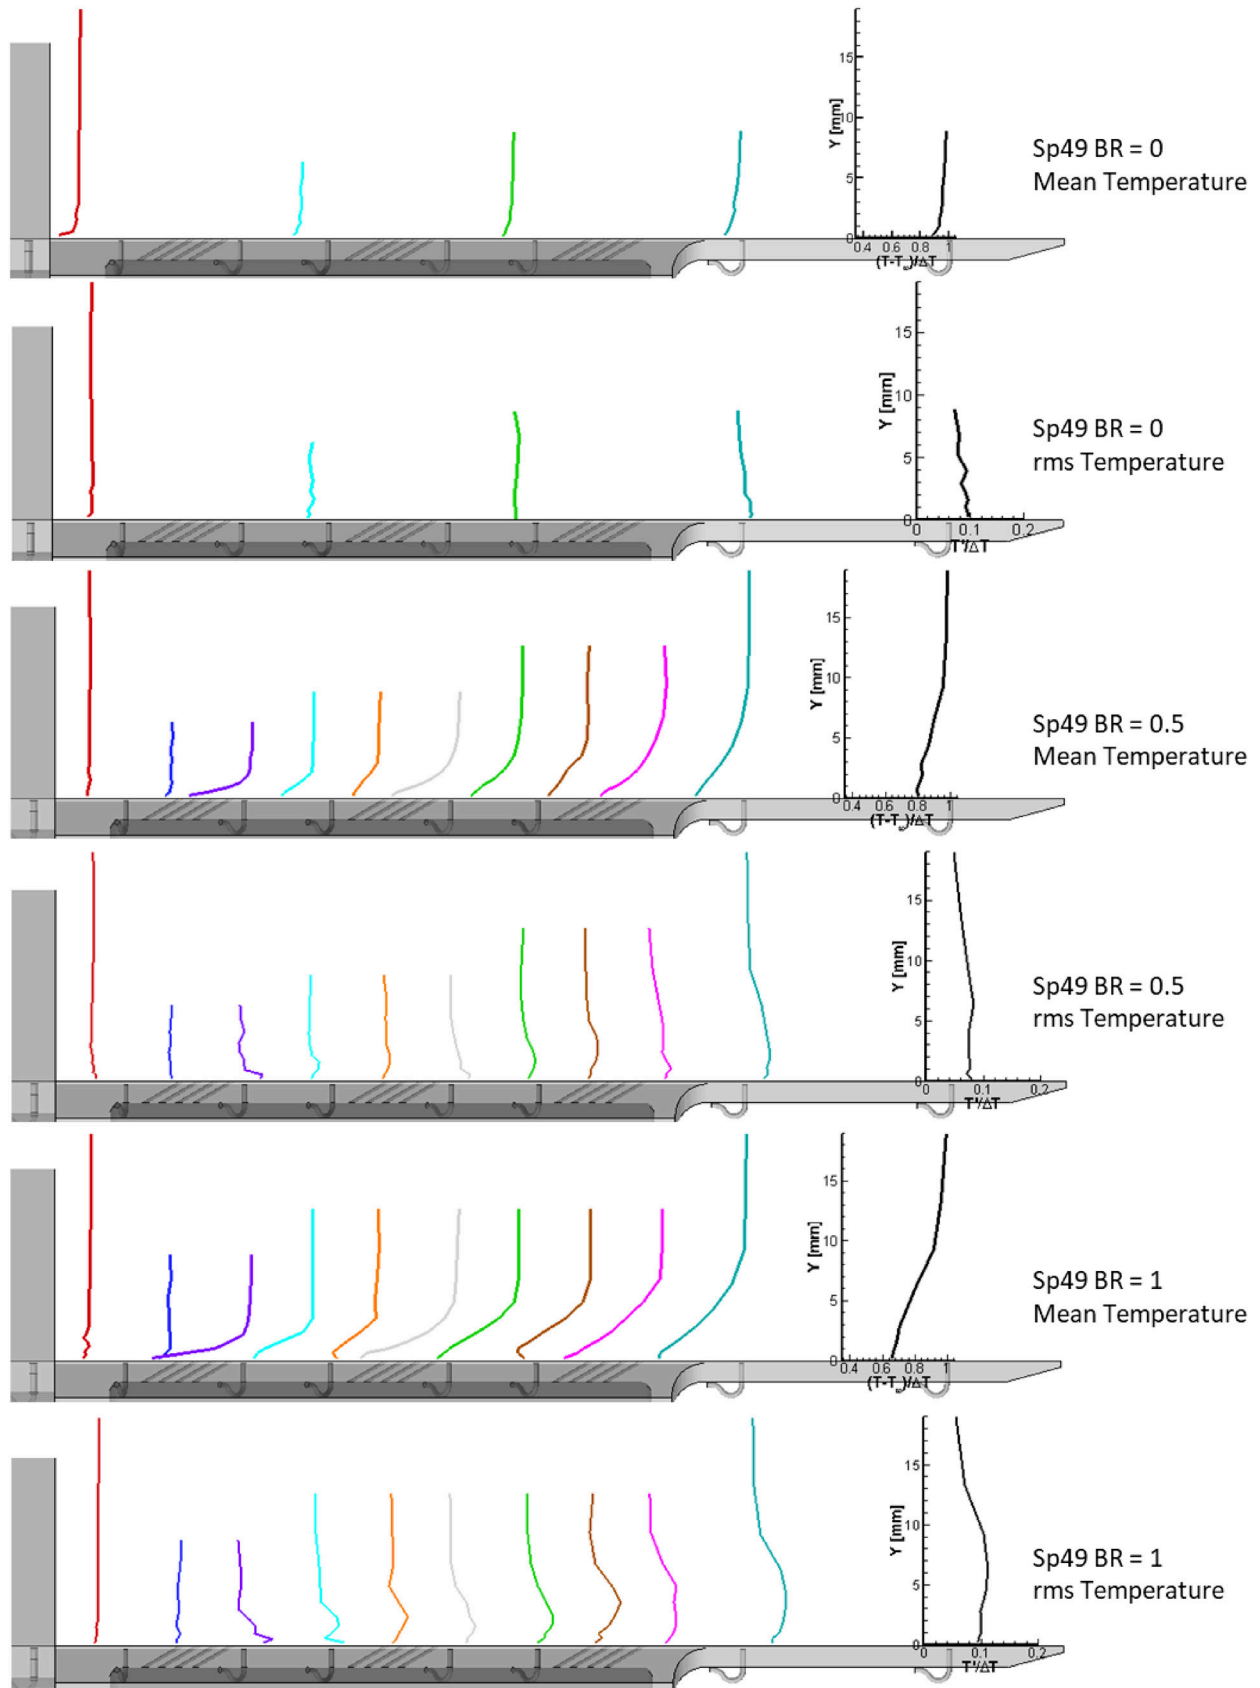 15
Y [mm]
10
5
0
0.4 0.6 0.8 1
(T-T∞)/ΔT
Sp49 BR = 0
Mean Temperature
15
Y [mm]
10
5
0
0 0.1 0.2
T'/ΔT
Sp49 BR = 0
rms Temperature
15
Y [mm]
10
5
0
0.4 0.6 0.8 1
(T-T∞)/ΔT
Sp49 BR = 0.5
Mean Temperature
15
Y [mm]
10
5
0
0 0.1 0.2
T'/ΔT
Sp49 BR = 0.5
rms Temperature
15
Y [mm]
10
5
0
0.4 0.6 0.8 1
(T-T∞)/ΔT
Sp49 BR = 1
Mean Temperature
15
Y [mm]
10
5
0
0 0.1 0.2
T'/ΔT
Sp49 BR = 1
rms Temperature